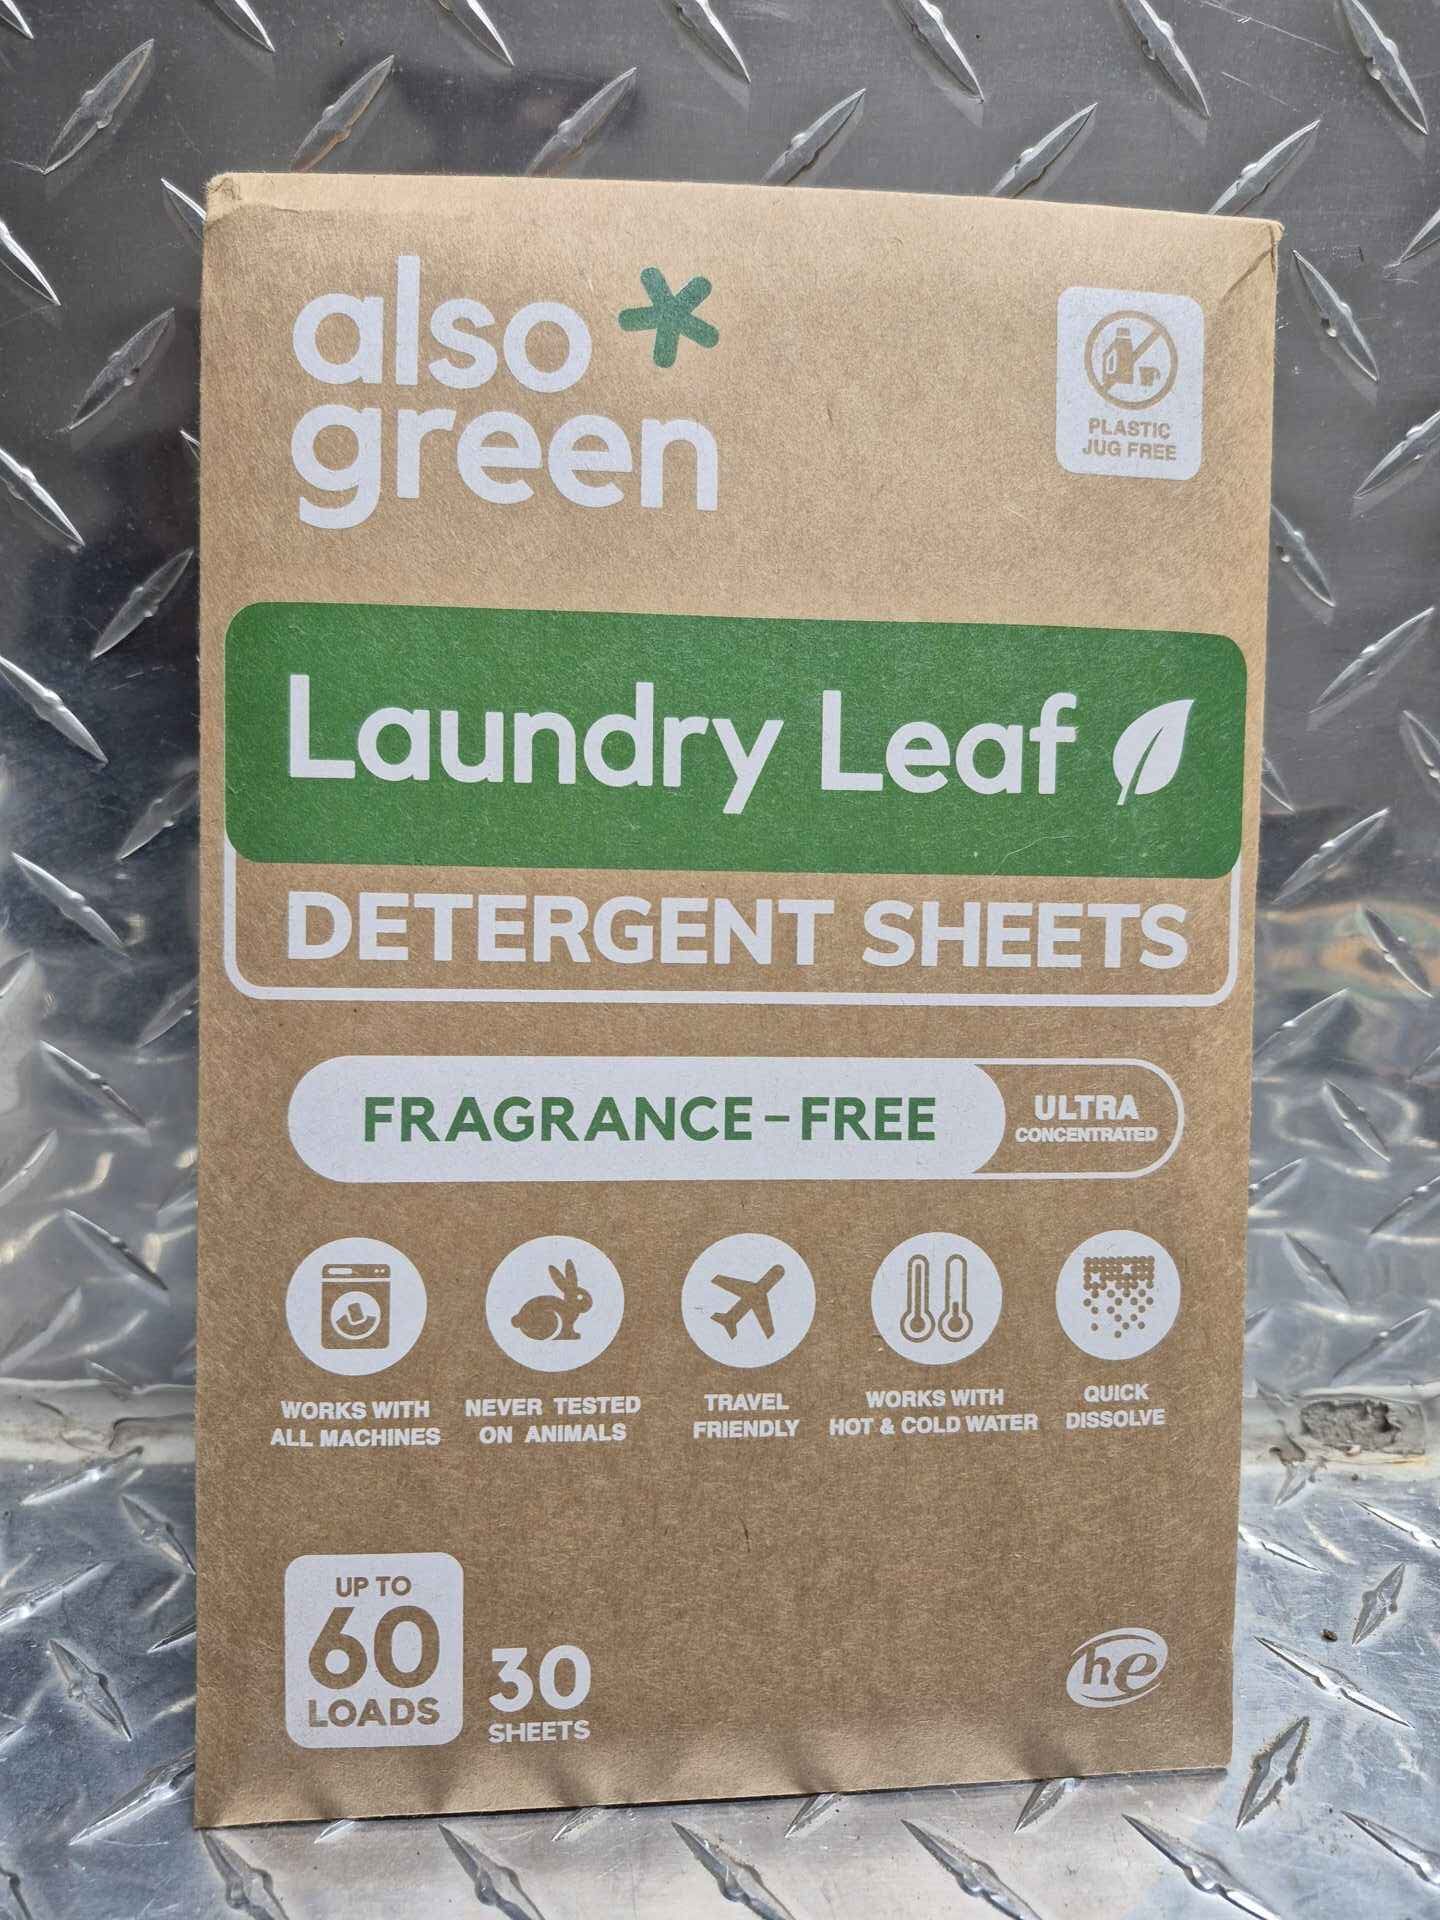 also
green
PLASTIC
JUG FREE
Laundry Leaf
DETERGENT SHEETS
FRAGRANCE-FREE
ULTRA
CONCENTRATED
WORKS WITH
ALL MACHINES
NEVER TESTED
ON ANIMALS
TRAVEL
FRIENDLY
WORKS WITH
HOT & COLD WATER
QUICK
DISSOLVE
UP TO
60
LOADS
30
SHEETS
he